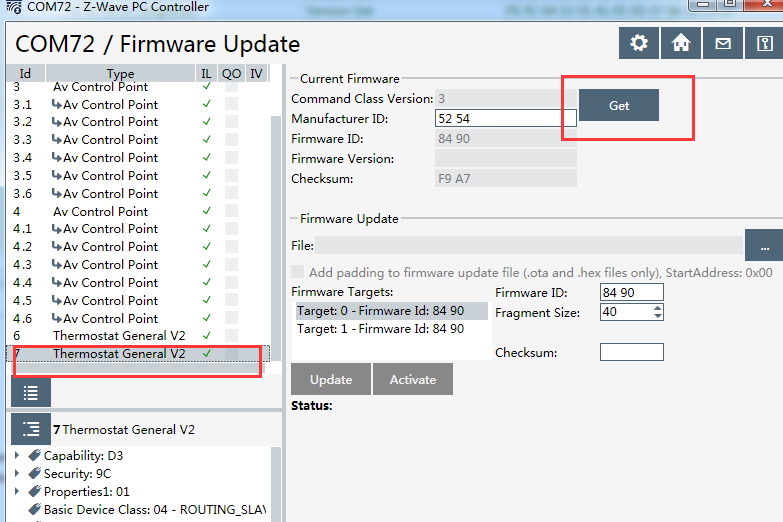 COM72 - Z-Wave PC Controller
COM72 / Firmware Update
Id Type IL QO IV
3 Av Control Point
3.1 Av Control Point
3.2 Av Control Point
3.3 Av Control Point
3.4 Av Control Point
3.5 Av Control Point
3.6 Av Control Point
4 Av Control Point
4.1 Av Control Point
4.2 Av Control Point
4.3 Av Control Point
4.4 Av Control Point
4.5 Av Control Point
4.6 Av Control Point
6 Thermostat General V2
7 Thermostat General V2
7 Thermostat General V2
Capability: D3
Security: 9C
Properties1: 01
Basic Device Class: 04 - ROUTING_SLAV
Current Firmware
Command Class Version: 3
Get
Manufacturer ID: 52 54
Firmware ID: 84 90
Firmware Version:
Checksum: F9 A7
Firmware Update
File: ...
Add padding to firmware update file (.ota and .hex files only), StartAddress: 0x00
Firmware Targets:
Target: 0 - Firmware Id: 84 90
Target: 1 - Firmware Id: 84 90
Firmware ID: 84 90
Fragment Size: 40
Checksum:
Update Activate
Status: